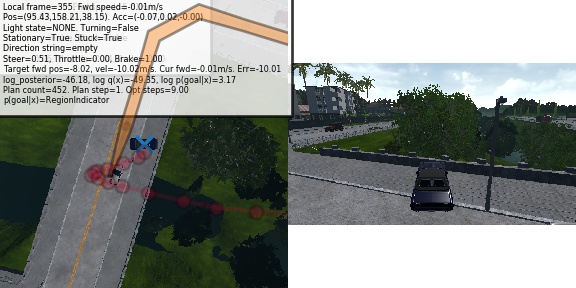 Local frame=355: Fwd speed=-0.01m/s
Pos=(95.43,158.21,38.15). Acc=(-0.07,0.02,-0.00)
Light state=NONE. Turning=False
Stationary=True: Stuck=True
Direction string=empty
Steer=0.51, Throttle=0.00, Brake=1.00
Target fwd pos=-8.02, vel=-10.02m/s. Cur fwd=-0.01m/s. Err=-10.01
log_posterior=-46.18, log q(x)=-49.35, log p(goal|x)=3.17
Plan count=452. Plan step=1. Opt steps=9.00
p(goal|x)=RegionIndicator